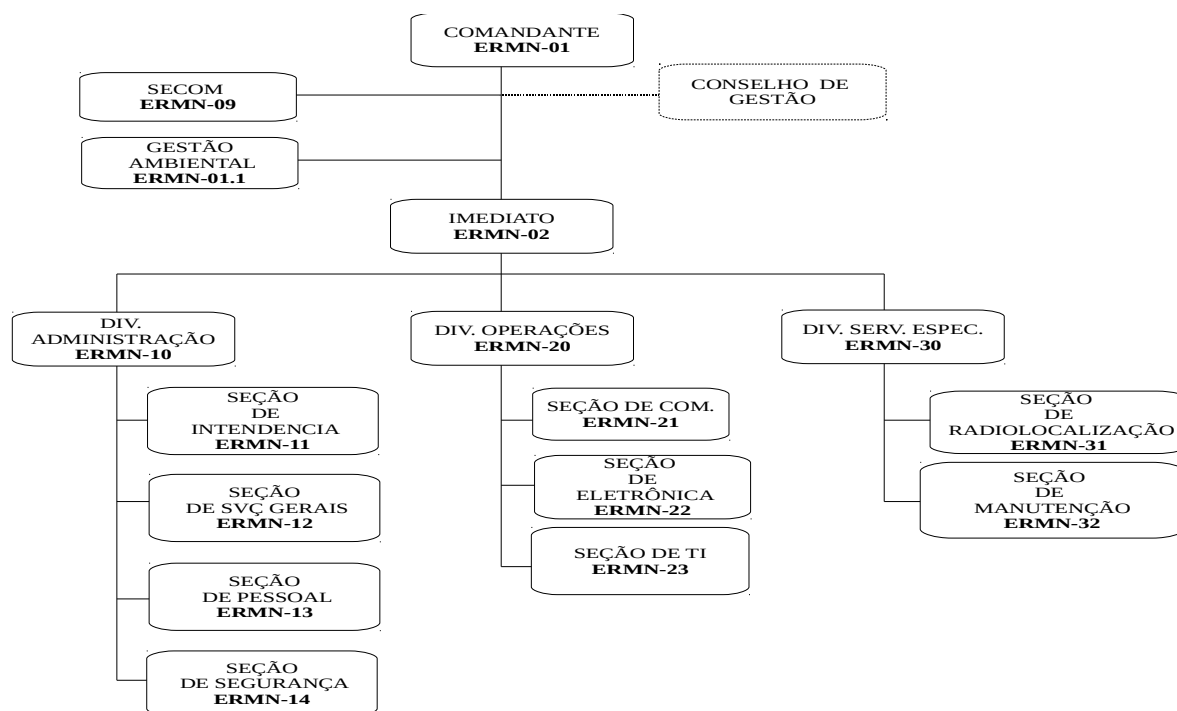 COMANDANTE
ERMN-01
SECOM
ERMN-09
CONSELHO DE
GESTÃO
GESTÃO
AMBIENTAL
ERMN-01.1
IMEDIATO
ERMN-02
DIV.
ADMINISTRAÇÃO
ERMN-10
DIV. OPERAÇÕES
ERMN-20
DIV. SERV. ESPEC.
ERMN-30
SEÇÃO
DE
INTENDENCIA
ERMN-11
SEÇÃO
DE SVÇ GERAIS
ERMN-12
SEÇÃO
DE PESSOAL
ERMN-13
SEÇÃO
DE SEGURANÇA
ERMN-14
SEÇÃO DE COM.
ERMN-21
SEÇÃO
DE
ELETRÔNICA
ERMN-22
SEÇÃO DE TI
ERMN-23
SEÇÃO
DE
RADIOLOCALIZAÇÃO
ERMN-31
SEÇÃO
DE
MANUTENÇÃO
ERMN-32